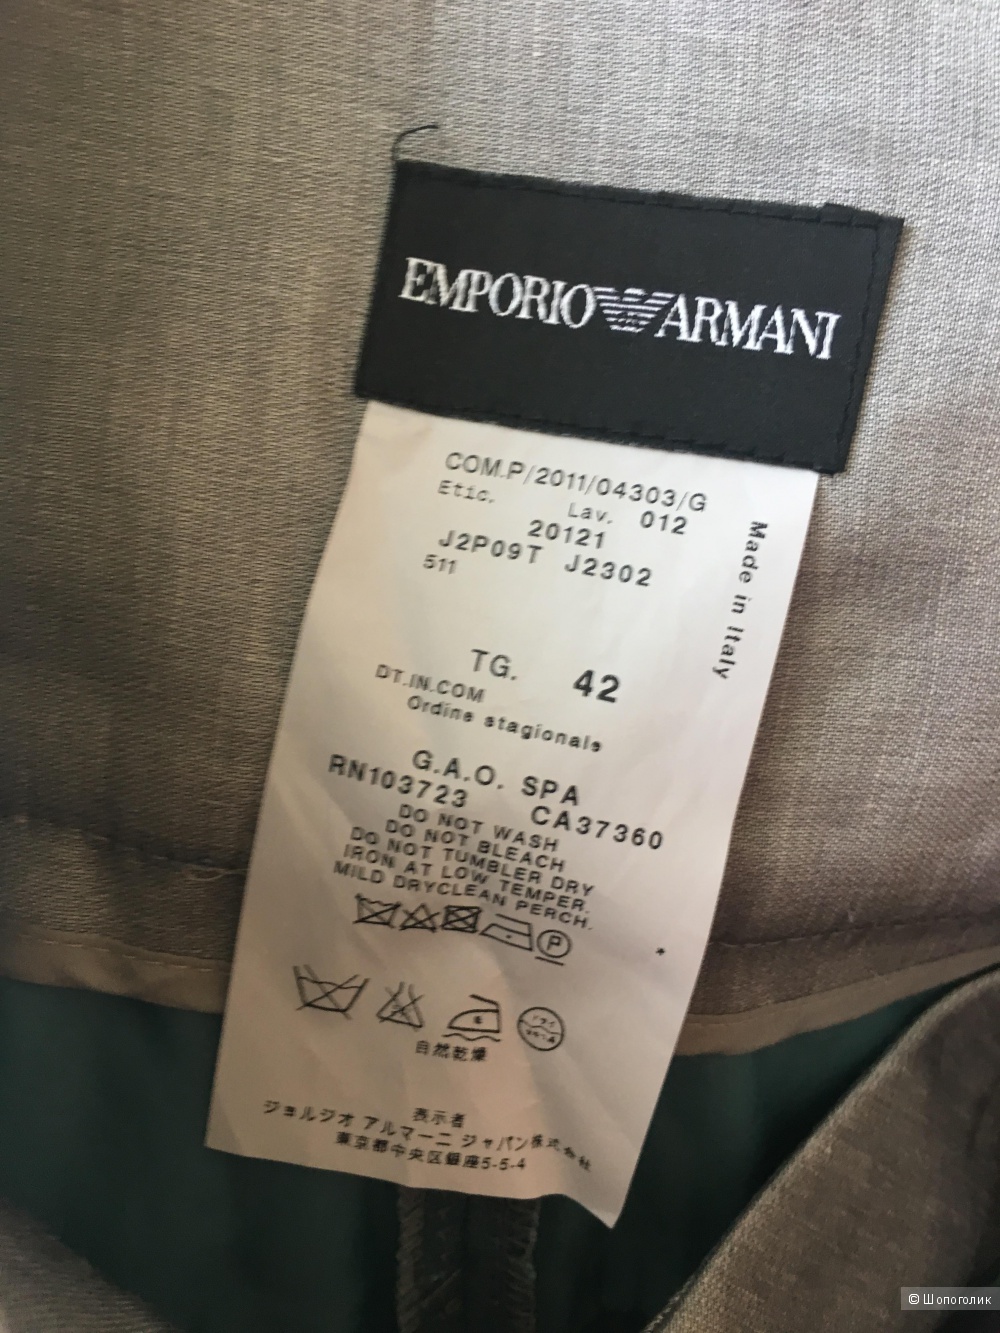 EMPORIO ARMANI
COM.P/2011/04303/G
Etic. Lav. 012
20121
J2P09T J2302
511
Made in Italy
TG. 42
DT.IN.COM
Ordine stagionale
G.A.O. SPA
RN103723 CA37360
DO NOT WASH
DO NOT BLEACH
DO NOT TUMBLER DRY
IRON AT LOW TEMPER.
MILD DRYCLEAN PERCH.
P
自然乾燥
表示者
ジョルジオ アルマーニ ジャパン株式会社
東京都中央区銀座5-5-4
© Шопоголик